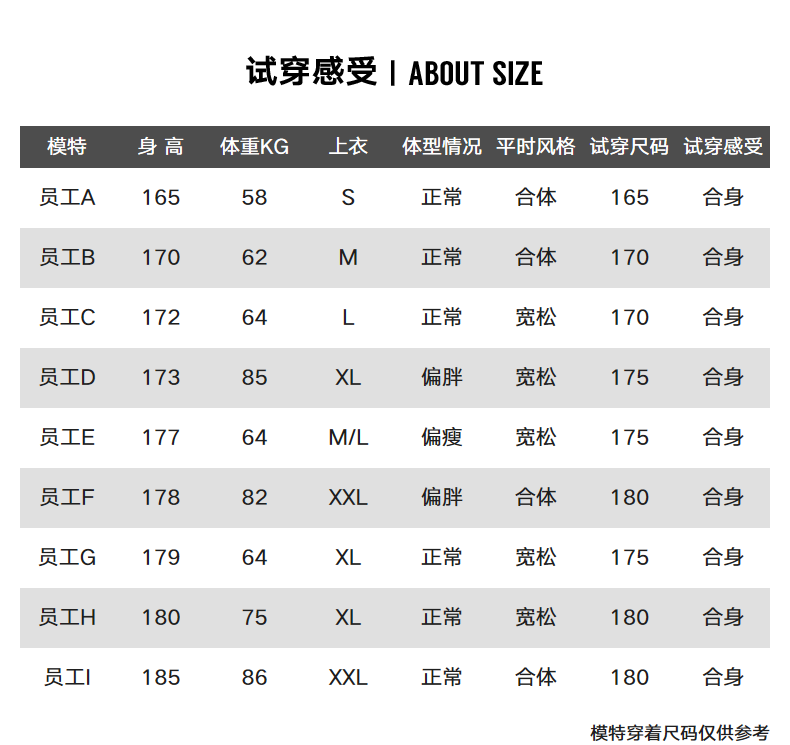 试穿感受 | ABOUT SIZE
模特 身 高 体重KG 上衣 体型情况 平时风格 试穿尺码 试穿感受
员工A 165 58 S 正常 合体 165 合身
员工B 170 62 M 正常 合体 170 合身
员工C 172 64 L 正常 宽松 170 合身
员工D 173 85 XL 偏胖 宽松 175 合身
员工E 177 64 M/L 偏瘦 宽松 175 合身
员工F 178 82 XXL 偏胖 合体 180 合身
员工G 179 64 XL 正常 宽松 175 合身
员工H 180 75 XL 正常 宽松 180 合身
员工I 185 86 XXL 正常 合体 180 合身
模特穿着尺码仅供参考